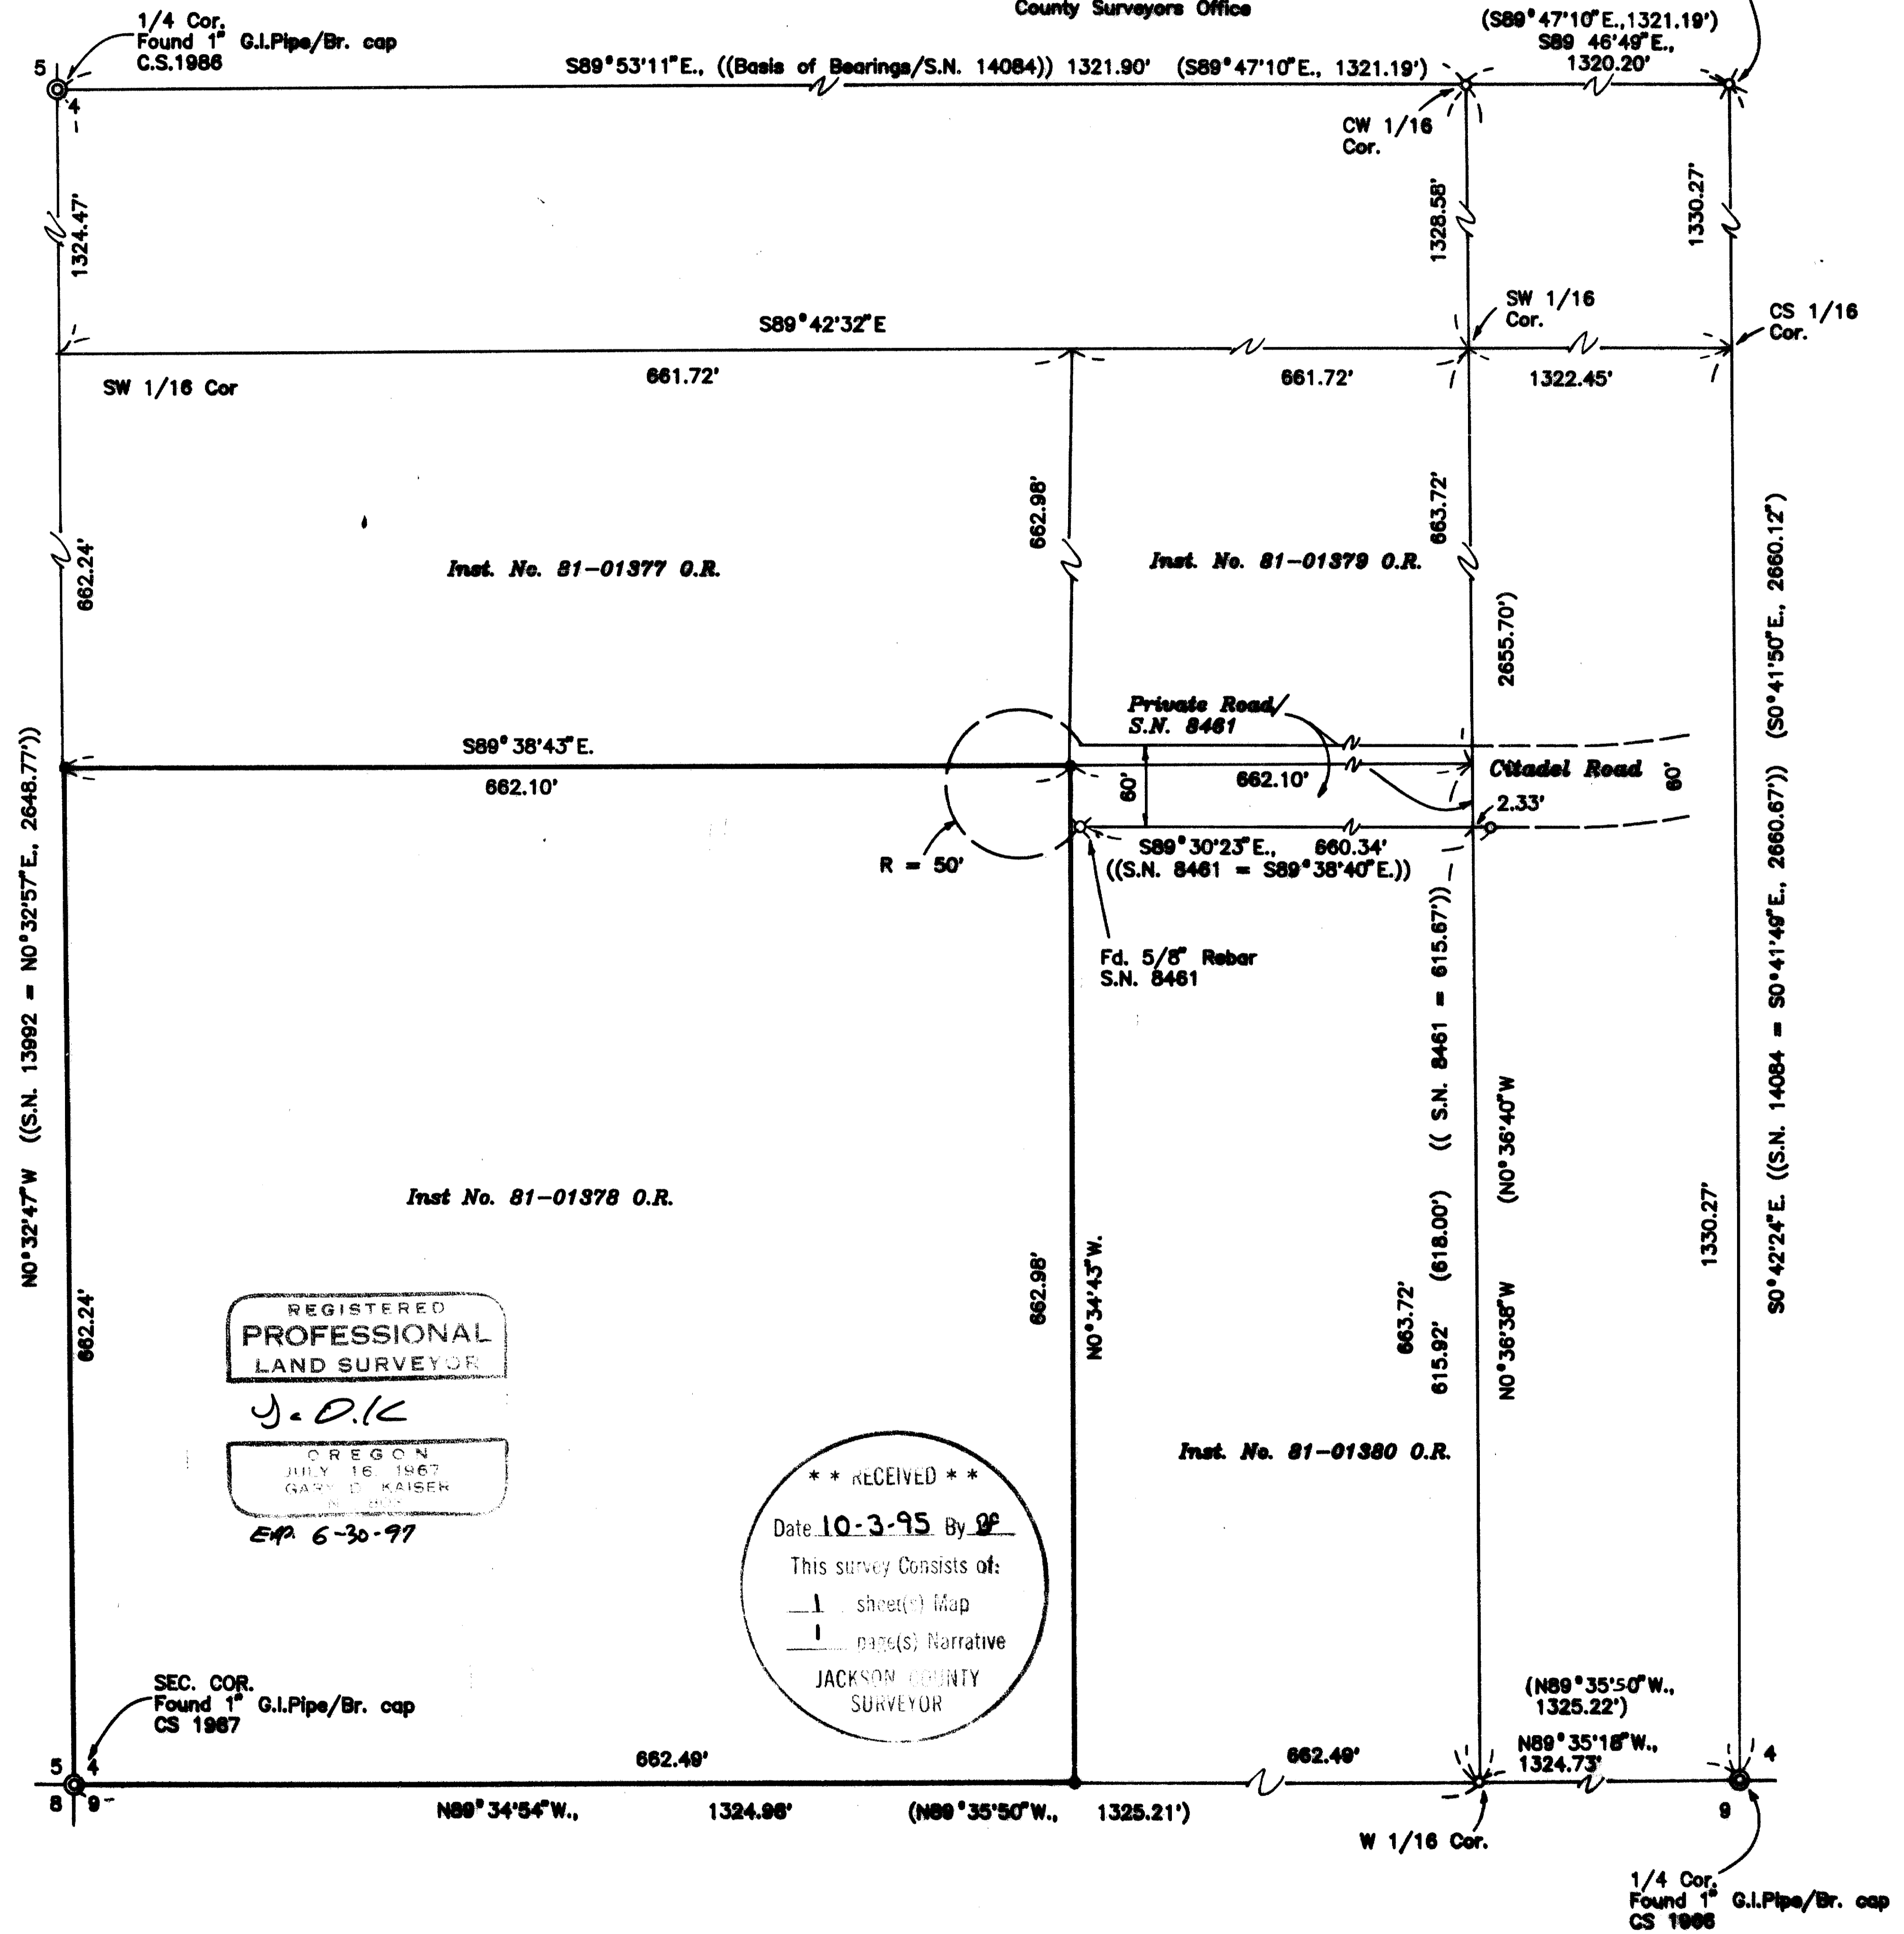 County Surveyors Office
1/4 Cor.
Found 1" G.I.Pipe/Br. cap
C.S.1986
5
4
S89°53'11"E., ((Basis of Bearings/S.N. 14084)) 1321.90' (S89°47'10"E., 1321.19')
(S89°47'10"E.,1321.19')
S89 46'49"E.,
1320.20'
CW 1/16
Cor.
1324.47'
1328.58'
1330.27'
SW 1/16
Cor.
CS 1/16
Cor.
S89°42'32"E
SW 1/16 Cor
661.72'
661.72'
1322.45'
662.24'
662.98'
663.72'
Inst. No. 81-01377 O.R.
Inst. No. 81-01379 O.R.
2655.70')
Private Road/
S.N. 8461
S89°38'43"E.
662.10'
60'
662.10'
Citadel Road
60'
2.33'
R = 50'
S89°30'23"E., 660.34'
((S.N. 8461 = S89°38'40"E.))
Fd. 5/8" Rebar
S.N. 8461
N0°32'47"W ((S.N. 13992 = N0°32'57"E., 2648.77'))
S0°42'24"E. ((S.N. 14084 = S0°41'49"E., 2660.67')) (S0°41'50"E., 2660.12")
Inst No. 81-01378 O.R.
662.24'
662.98'
N0°34'43"W.
663.72'
615.92' (618.00') (( S.N. 8461 = 615.67'))
N0°36'38"W (N0°36'40"W
1330.27'
REGISTERED
PROFESSIONAL
LAND SURVEYOR
OREGON
JULY 16, 1967
GARY D. KAISER
Exp. 6-30-97
Inst. No. 81-01380 O.R.
* * RECEIVED * *
Date 10-3-95 By
This survey Consists of:
1 sheet(s) Map
1 page(s) Narrative
JACKSON COUNTY
SURVEYOR
SEC. COR.
Found 1" G.I.Pipe/Br. cap
CS 1967
5 4
8 9
662.49'
662.49'
(N89°35'50"W.,
1325.22')
N89°35'18"W.,
1324.73'
4
9
N89°34'54"W., 1324.96' (N89°35'50"W., 1325.21')
W 1/16 Cor.
1/4 Cor.
Found 1" G.I.Pipe/Br. cap
CS